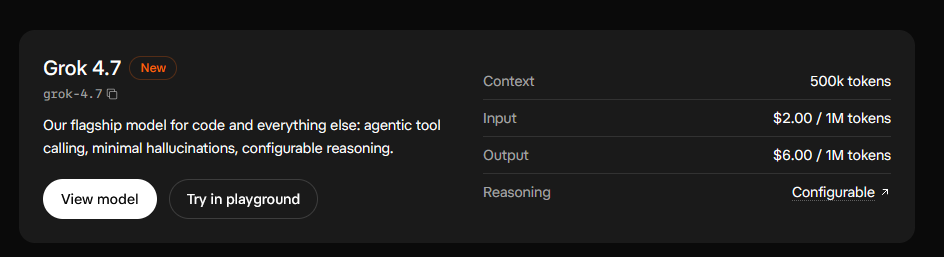 Grok 4.7 New
grok-4.7
Our flagship model for code and everything else: agentic tool
calling, minimal hallucinations, configurable reasoning.
View model
Try in playground
Context 500k tokens
Input $2.00 / 1M tokens
Output $6.00 / 1M tokens
Reasoning Configurable